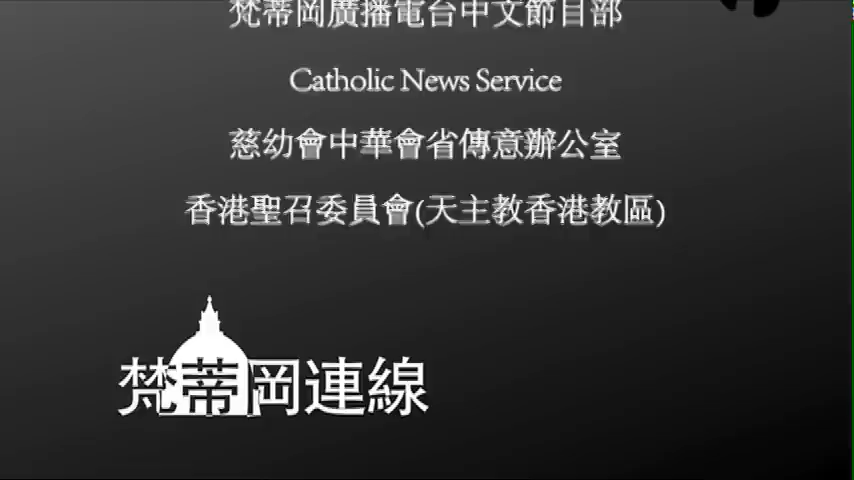 梵蒂岡廣播電台中文節目部
Catholic News Service
慈幼會中華會省傳意辦公室
香港聖召委員會(天主教香港教區)
梵蒂岡連線